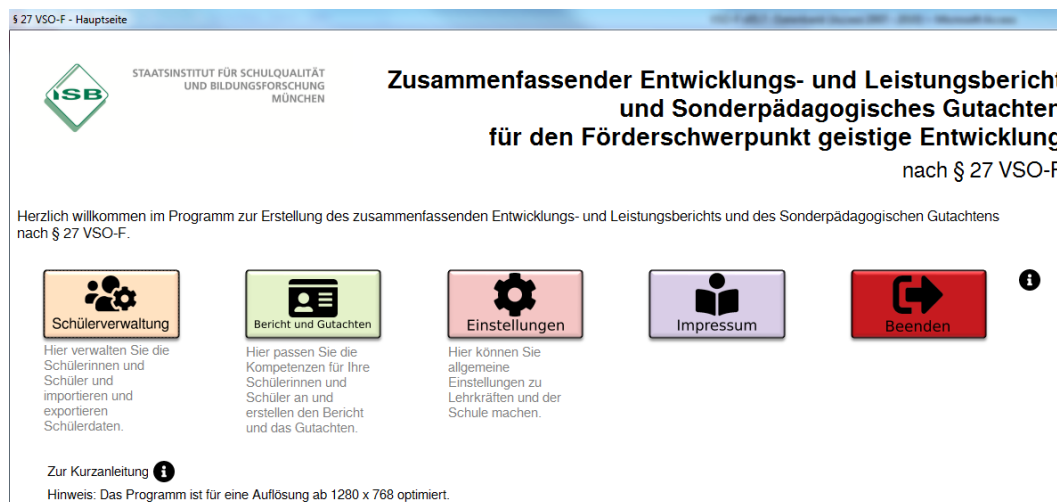 § 27 VSO-F - Hauptseite
ISB
STAATSINSTITUT FÜR SCHULQUALITÄT
UND BILDUNGSFORSCHUNG
MÜNCHEN
Zusammenfassender Entwicklungs- und Leistungsbericht
und Sonderpädagogisches Gutachten
für den Förderschwerpunkt geistige Entwicklung
nach § 27 VSO-F
Herzlich willkommen im Programm zur Erstellung des zusammenfassenden Entwicklungs- und Leistungsberichts und des Sonderpädagogischen Gutachtens
nach § 27 VSO-F.
Schülerverwaltung
Hier verwalten Sie die
Schülerinnen und
Schüler und
importieren und
exportieren
Schülerdaten.
Bericht und Gutachten
Hier passen Sie die
Kompetenzen für Ihre
Schülerinnen und
Schüler an und
erstellen den Bericht
und das Gutachten.
Einstellungen
Hier können Sie
allgemeine
Einstellungen zu
Lehrkräften und der
Schule machen.
Impressum
Beenden
Zur Kurzanleitung
Hinweis: Das Programm ist für eine Auflösung ab 1280 x 768 optimiert.